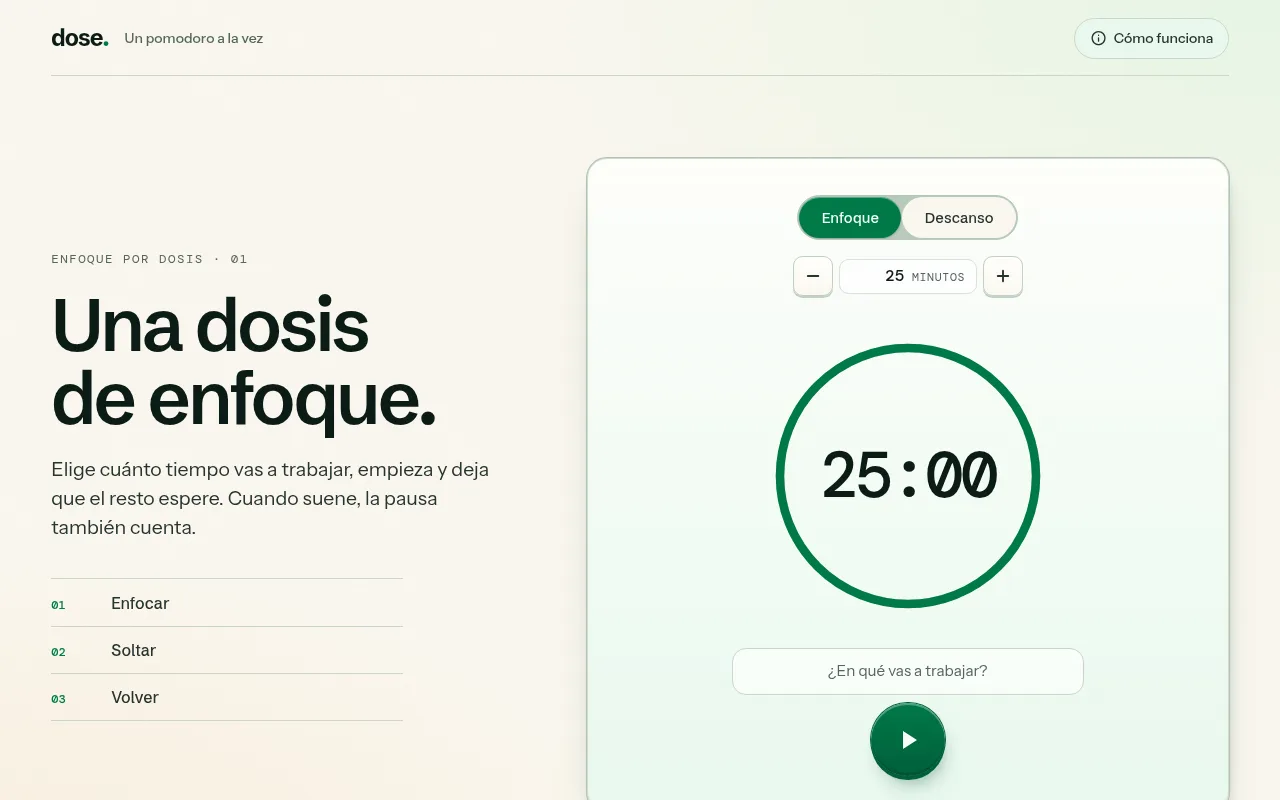 dose.
Un pomodoro a la vez
Cómo funciona
ENFOQUE POR DOSIS · 01
Una dosis
de enfoque.
Elige cuánto tiempo vas a trabajar, empieza y deja
que el resto espere. Cuando suene, la pausa
también cuenta.
01 Enfocar
02 Soltar
03 Volver
Enfoque
Descanso
− 25 MINUTOS +
25:00
¿En qué vas a trabajar?